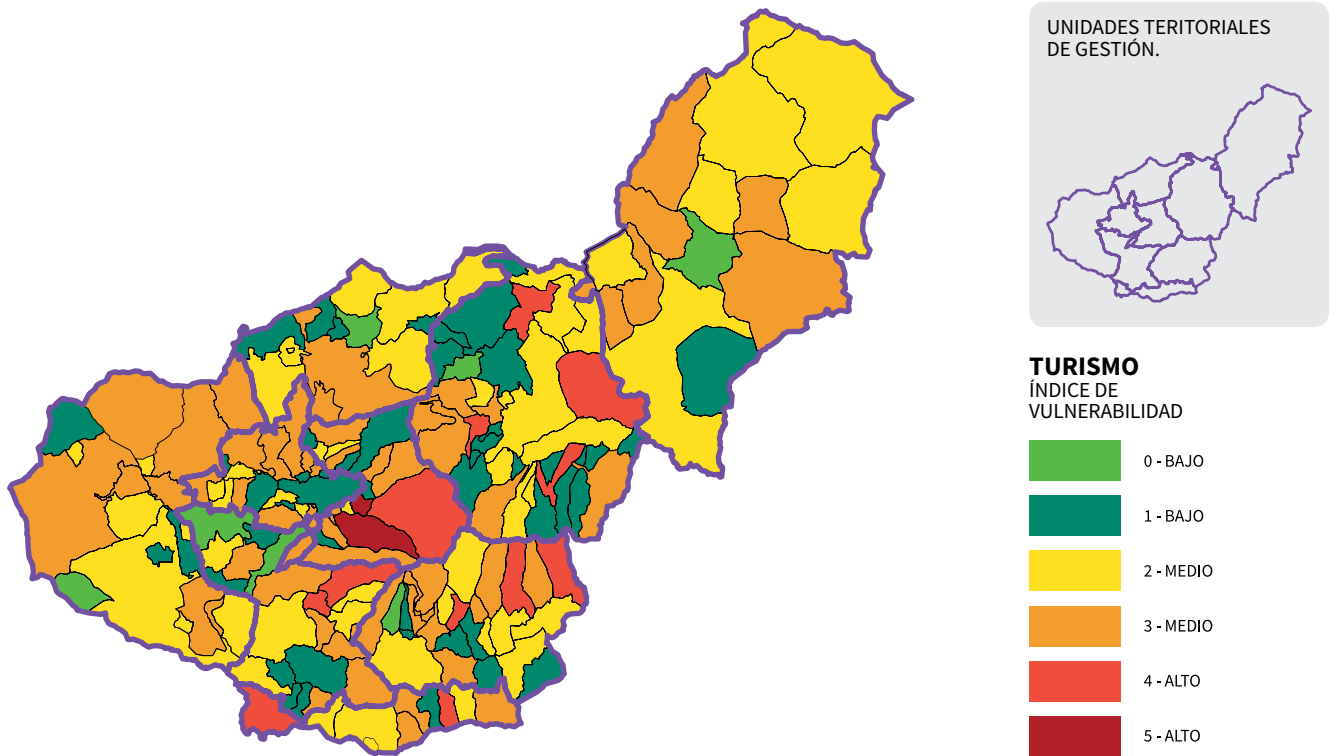 UNIDADES TERITORIALES
DE GESTIÓN.
TURISMO
ÍNDICE DE
VULNERABILIDAD
0 - BAJO
1 - BAJO
2 - MEDIO
3 - MEDIO
4 - ALTO
5 - ALTO